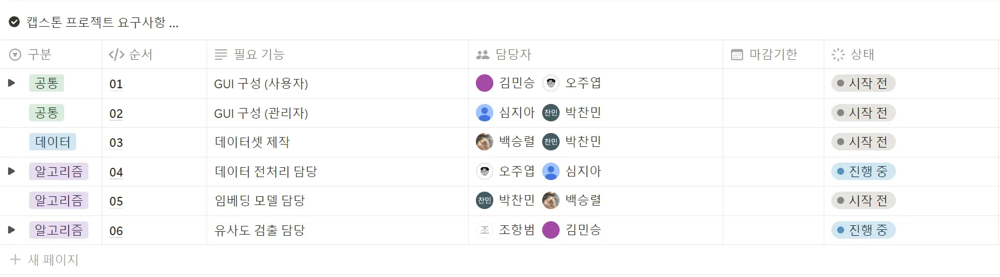 캡스톤 프로젝트 요구사항 ...
구분 </> 순서 필요 기능 담당자 마감기한 상태
공통 01 GUI 구성 (사용자) 김민승 오주엽 시작 전
공통 02 GUI 구성 (관리자) 심지아 찬민 박찬민 시작 전
데이터 03 데이터셋 제작 백승렬 찬민 박찬민 시작 전
알고리즘 04 데이터 전처리 담당 오주엽 심지아 진행 중
알고리즘 05 임베딩 모델 담당 찬민 박찬민 백승렬 시작 전
알고리즘 06 유사도 검출 담당 조 조항범 김민승 진행 중
새 페이지